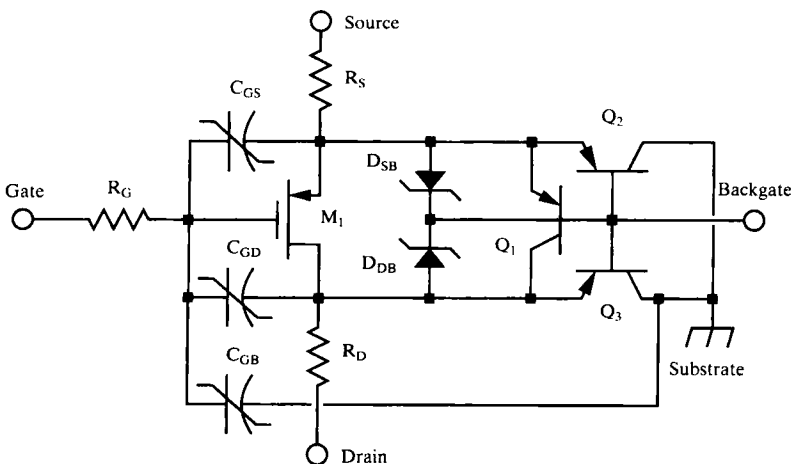 Source
R_S
C_GS
Q_2
D_SB
Gate
R_G
M_1
Backgate
Q_1
D_DB
C_GD
Q_3
R_D
C_GB
Substrate
Drain